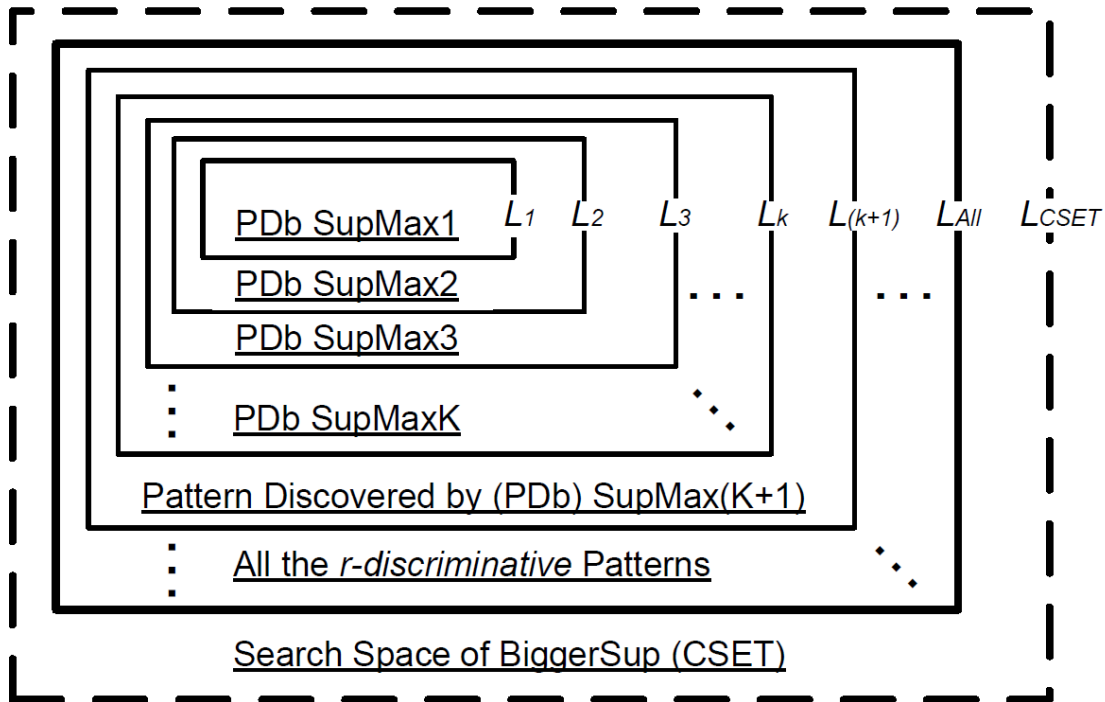 PDb SupMax1 L1 L2 L3 Lk L(k+1) LAll LCSET
PDb SupMax2
PDb SupMax3
PDb SupMaxK
Pattern Discovered by (PDb) SupMax(K+1)
All the r-discriminative Patterns
Search Space of BiggerSup (CSET)